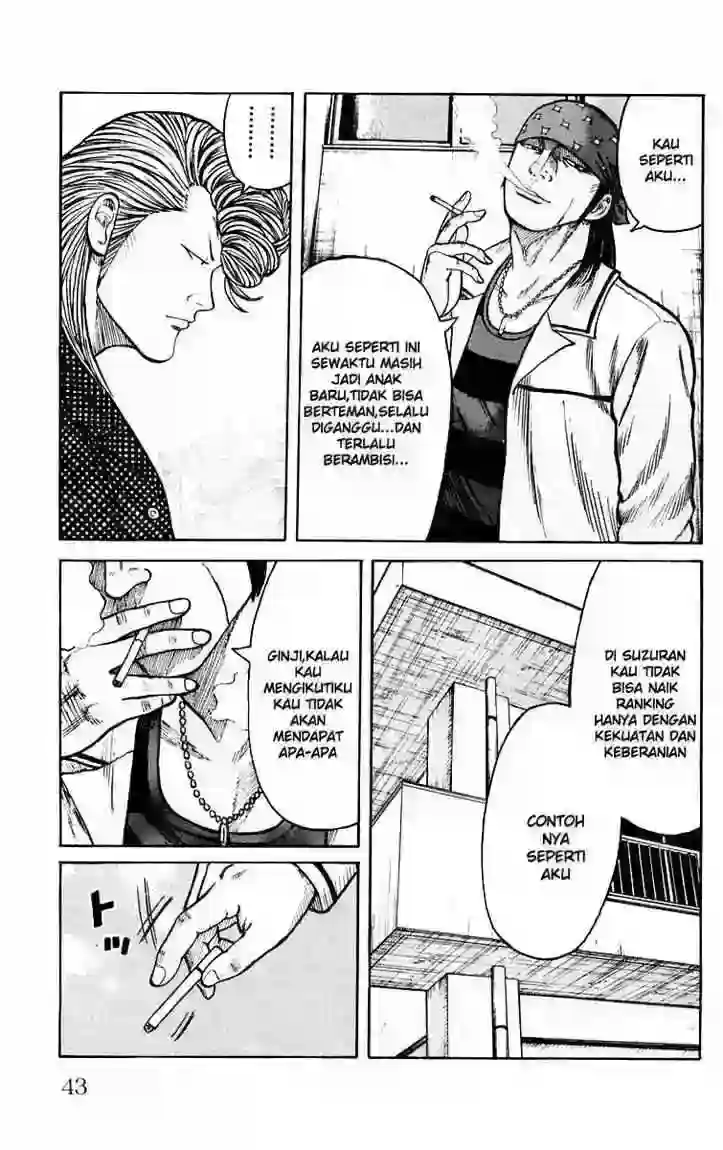 KAU
SEPERTI
AKU...
AKU SEPERTI INI
SEWAKTU MASIH
JADI ANAK
BARU,TIDAK BISA
BERTEMAN,SELALU
DIGANGGU...DAN
TERLALU
BERAMBISI...
.........
DI SUZURAN
KAU TIDAK
BISA NAIK
RANKING
HANYA DENGAN
KEKUATAN DAN
KEBERANIAN
CONTOH
NYA
SEPERTI
AKU
GINJI,KALAU
KAU
MENGIKUTIKU
KAU TIDAK
AKAN
MENDAPAT
APA-APA
トッ
43